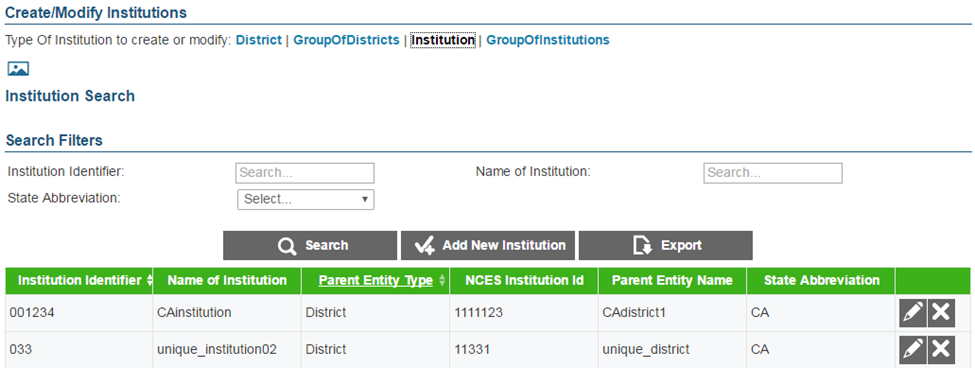 Create/Modify Institutions
Type Of Institution to create or modify: District | GroupOfDistricts | Institution | GroupOfInstitutions
Institution Search
Search Filters
Institution Identifier: Search... Name of Institution: Search...
State Abbreviation: Select...
Search Add New Institution Export
Institution Identifier Name of Institution Parent Entity Type NCES Institution Id Parent Entity Name State Abbreviation
001234 CAinstitution District 1111123 CAdistrict1 CA
033 unique_institution02 District 11331 unique_district CA